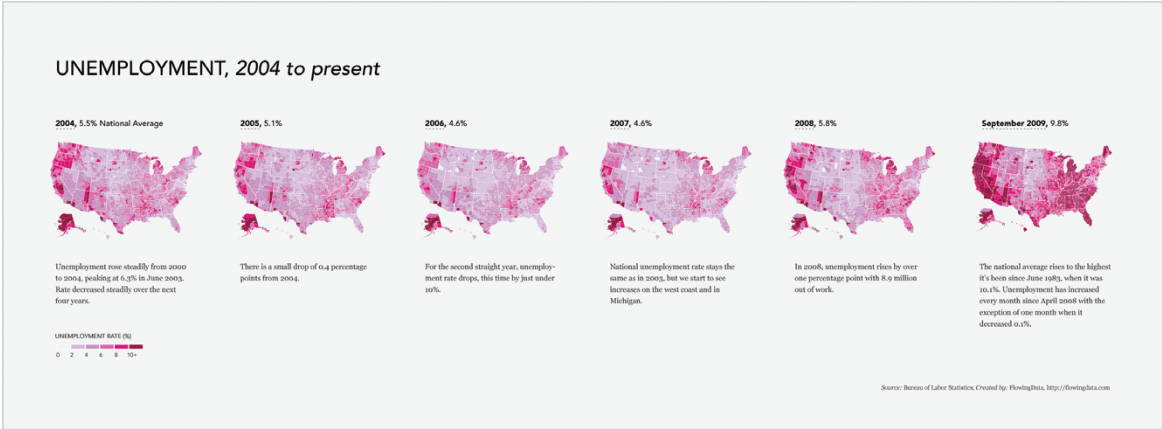 UNEMPLOYMENT, 2004 to present
2004, 5.5% National Average
2005, 5.1%
2006, 4.6%
2007, 4.6%
2008, 5.8%
September 2009, 9.8%
Unemployment rose steadily from 2000
to 2004, peaking at 6.3% in June 2003.
Rate decreased steadily over the next
four years.
There is a small drop of 0.4 percentage
points from 2004.
For the second straight year, unemploy-
ment rate drops, this time by just under
10%.
National unemployment rate stays the
same as in 2003, but we start to see
increases on the west coast and in
Michigan.
In 2008, unemployment rises by over
one percentage point with 8.9 million
out of work.
The national average rises to the highest
it's been since June 1983, when it was
10.1%. Unemployment has increased
every month since April 2008 with the
exception of one month when it
decreased 0.1%.
UNEMPLOYMENT RATE (%)
0 2 4 6 8 10+
Source: Bureau of Labor Statistics; Created by: FlowingData, http://flowingdata.com